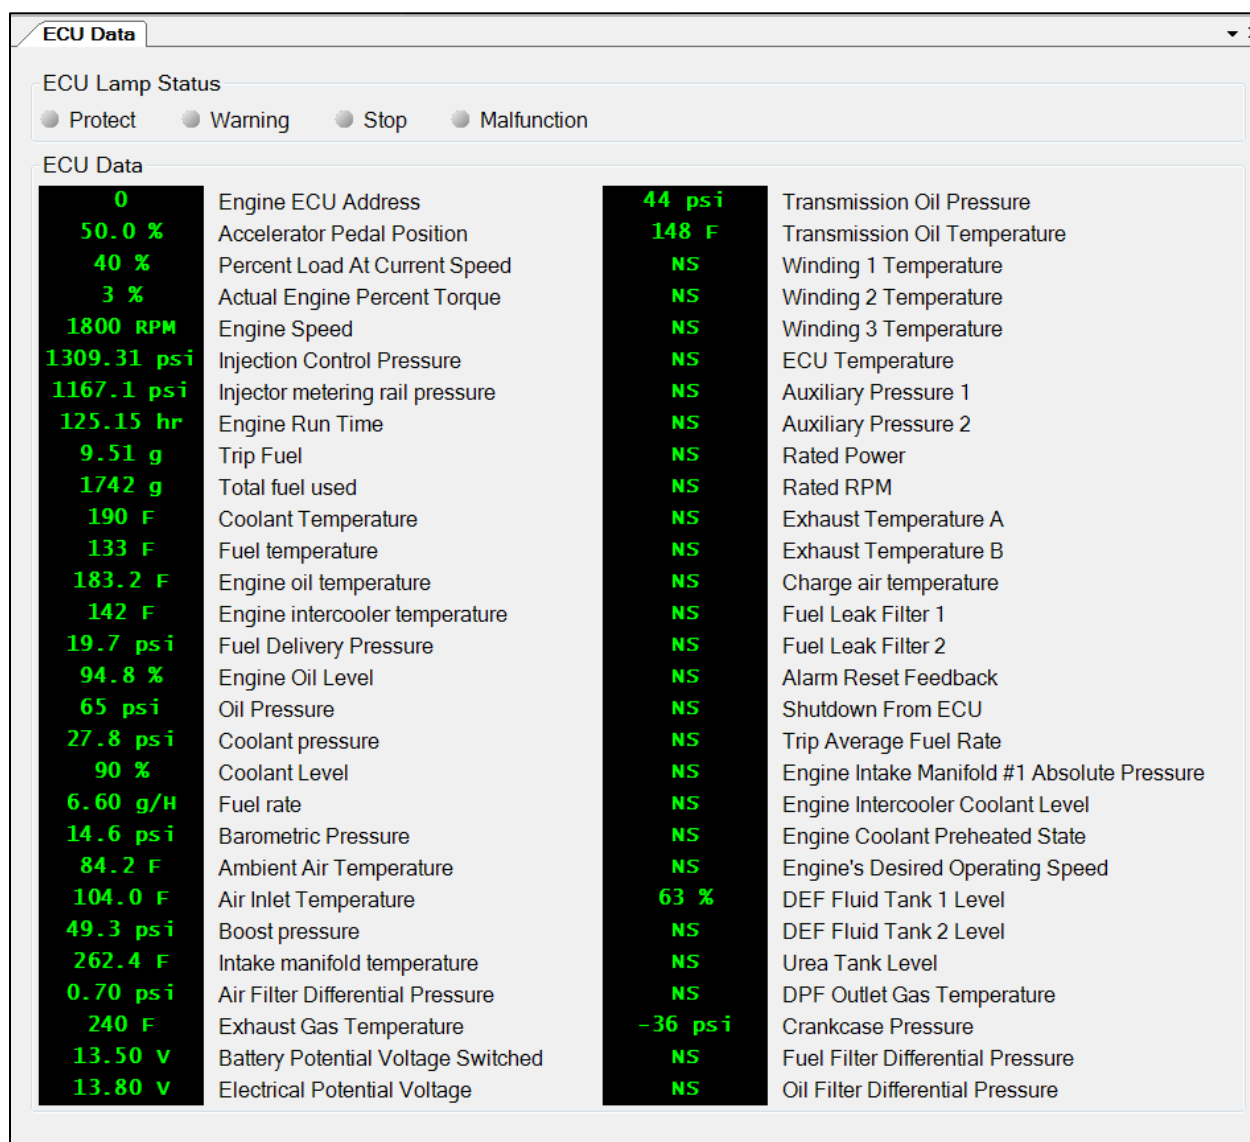 ECU Data
ECU Lamp Status
Protect Warning Stop Malfunction
ECU Data
0 Engine ECU Address 44 psi Transmission Oil Pressure
50.0 % Accelerator Pedal Position 148 F Transmission Oil Temperature
40 % Percent Load At Current Speed NS Winding 1 Temperature
3 % Actual Engine Percent Torque NS Winding 2 Temperature
1800 RPM Engine Speed NS Winding 3 Temperature
1309.31 psi Injection Control Pressure NS ECU Temperature
1167.1 psi Injector metering rail pressure NS Auxiliary Pressure 1
125.15 hr Engine Run Time NS Auxiliary Pressure 2
9.51 g Trip Fuel NS Rated Power
1742 g Total fuel used NS Rated RPM
190 F Coolant Temperature NS Exhaust Temperature A
133 F Fuel temperature NS Exhaust Temperature B
183.2 F Engine oil temperature NS Charge air temperature
142 F Engine intercooler temperature NS Fuel Leak Filter 1
19.7 psi Fuel Delivery Pressure NS Fuel Leak Filter 2
94.8 % Engine Oil Level NS Alarm Reset Feedback
65 psi Oil Pressure NS Shutdown From ECU
27.8 psi Coolant pressure NS Trip Average Fuel Rate
90 % Coolant Level NS Engine Intake Manifold #1 Absolute Pressure
6.60 g/H Fuel rate NS Engine Intercooler Coolant Level
14.6 psi Barometric Pressure NS Engine Coolant Preheated State
84.2 F Ambient Air Temperature NS Engine's Desired Operating Speed
104.0 F Air Inlet Temperature 63 % DEF Fluid Tank 1 Level
49.3 psi Boost pressure NS DEF Fluid Tank 2 Level
262.4 F Intake manifold temperature NS Urea Tank Level
0.70 psi Air Filter Differential Pressure NS DPF Outlet Gas Temperature
240 F Exhaust Gas Temperature -36 psi Crankcase Pressure
13.50 V Battery Potential Voltage Switched NS Fuel Filter Differential Pressure
13.80 V Electrical Potential Voltage NS Oil Filter Differential Pressure